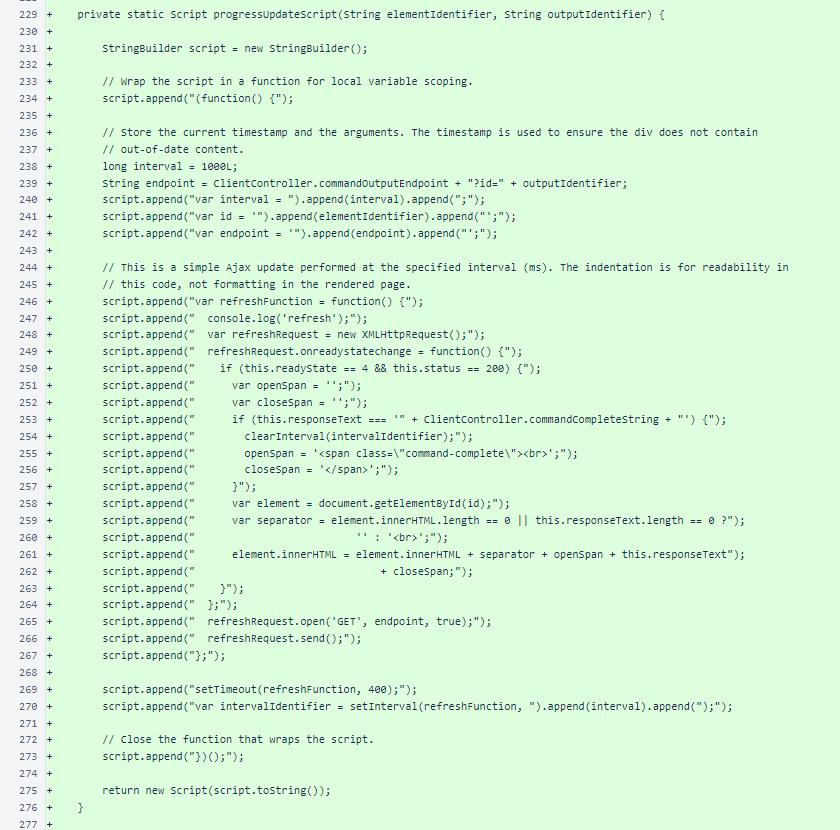 229 +    private static Script progressUpdateScript(String elementIdentifier, String outputIdentifier) {
230 +
231 +        StringBuilder script = new StringBuilder();
232 +
233 +        // Wrap the script in a function for local variable scoping.
234 +        script.append("(function() {");
235 +
236 +        // Store the current timestamp and the arguments. The timestamp is used to ensure the div does not contain
237 +        // out-of-date content.
238 +        long interval = 1000L;
239 +        String endpoint = ClientController.commandOutputEndpoint + "?id=" + outputIdentifier;
240 +        script.append("var interval = ").append(interval).append(";");
241 +        script.append("var id = '").append(elementIdentifier).append("';");
242 +        script.append("var endpoint = '").append(endpoint).append("';");
243 +
244 +        // This is a simple Ajax update performed at the specified interval (ms). The indentation is for readability in
245 +        // this code, not formatting in the rendered page.
246 +        script.append("var refreshFunction = function() {");
247 +        script.append("  console.log('refresh');");
248 +        script.append("  var refreshRequest = new XMLHttpRequest();");
249 +        script.append("  refreshRequest.onreadystatechange = function() {");
250 +        script.append("    if (this.readyState == 4 && this.status == 200) {");
251 +        script.append("      var openSpan = '';");
252 +        script.append("      var closeSpan = '';");
253 +        script.append("      if (this.responseText === '" + ClientController.commandCompleteString + "') {");
254 +        script.append("        clearInterval(intervalIdentifier);");
255 +        script.append("        openSpan = '<span class=\"command-complete\"><br>';");
256 +        script.append("        closeSpan = '</span>';");
257 +        script.append("      }");
258 +        script.append("      var element = document.getElementById(id);");
259 +        script.append("      var separator = element.innerHTML.length == 0 || this.responseText.length == 0 ?");
260 +        script.append("                          '' : '<br>';");
261 +        script.append("      element.innerHTML = element.innerHTML + separator + openSpan + this.responseText");
262 +        script.append("                              + closeSpan;");
263 +        script.append("    }");
264 +        script.append("  };");
265 +        script.append("  refreshRequest.open('GET', endpoint, true);");
266 +        script.append("  refreshRequest.send();");
267 +        script.append("};");
268 +
269 +        script.append("setTimeout(refreshFunction, 400);");
270 +        script.append("var intervalIdentifier = setInterval(refreshFunction, ").append(interval).append(");");
271 +
272 +        // Close the function that wraps the script.
273 +        script.append("})();");
274 +
275 +        return new Script(script.toString());
276 +    }
277 +